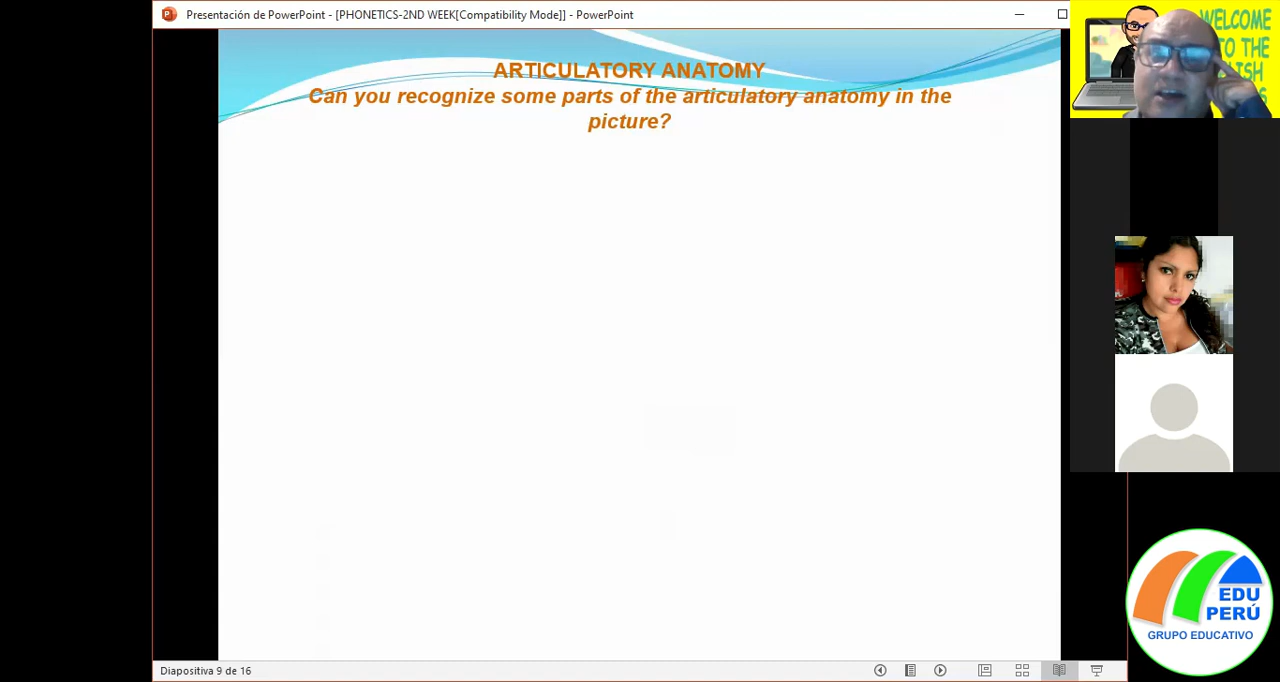 Presentación de PowerPoint - [PHONETICS-2ND WEEK[Compatibility Mode]] - PowerPoint
ARTICULATORY ANATOMY
Can you recognize some parts of the articulatory anatomy in the
picture?
WELCOME
TO THE
EDU
PERÚ
GRUPO EDUCATIVO
Diapositiva 9 de 16